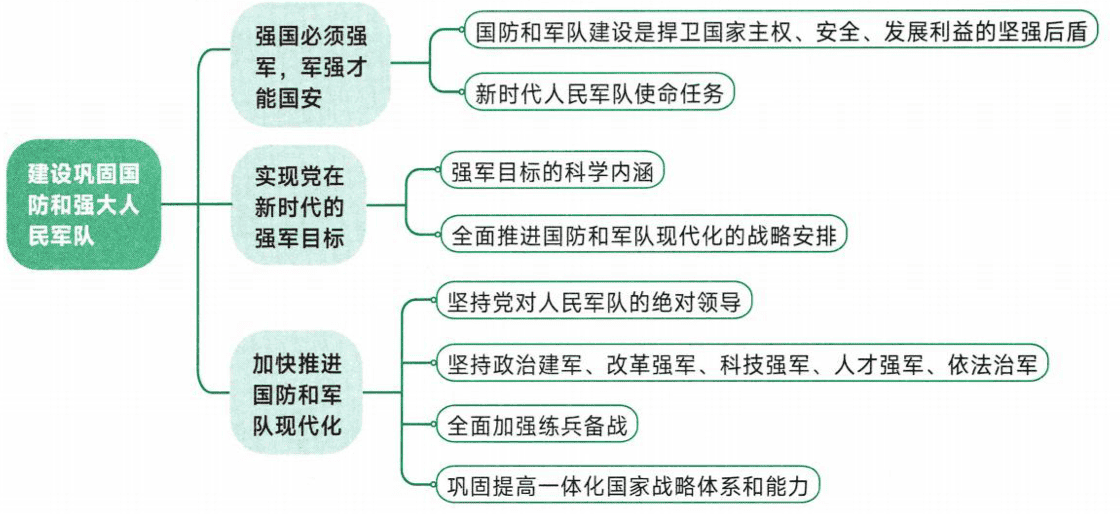 建设巩固国
防和强大人
民军队
强国必须强
军，军强才
能国安
国防和军队建设是捍卫国家主权、安全、发展利益的坚强后盾
新时代人民军队使命任务
实现党在
新时代的
强军目标
强军目标的科学内涵
全面推进国防和军队现代化的战略安排
加快推进
国防和军
队现代化
坚持党对人民军队的绝对领导
坚持政治建军、改革强军、科技强军、人才强军、依法治军
全面加强练兵备战
巩固提高一体化国家战略体系和能力